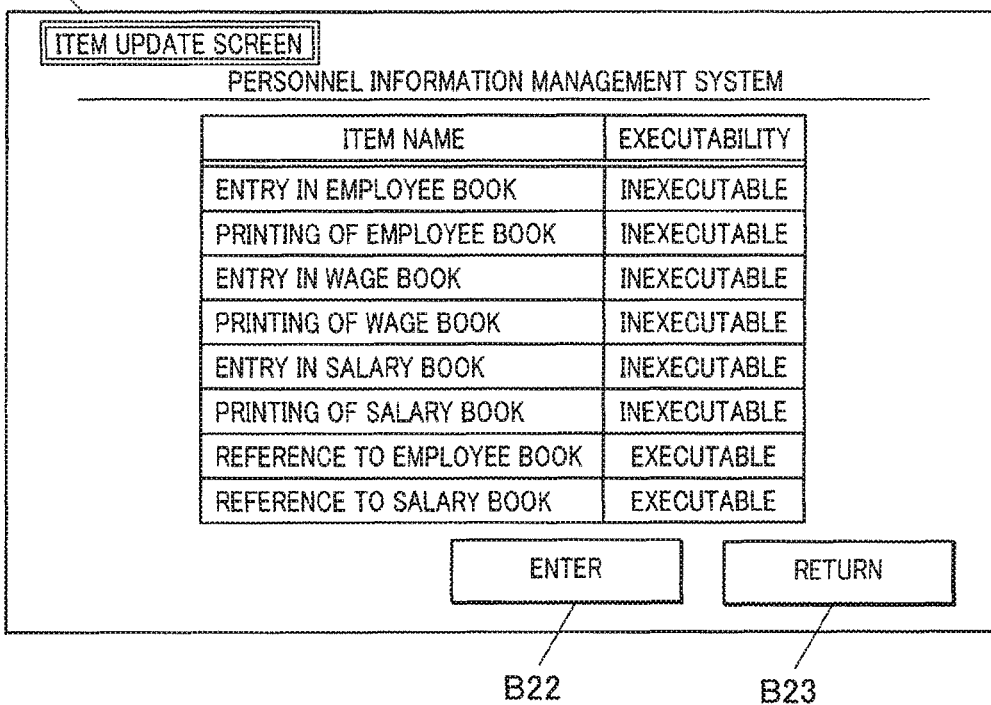 ITEM UPDATE SCREEN
PERSONNEL INFORMATION MANAGEMENT SYSTEM
ITEM NAME EXECUTABILITY
ENTRY IN EMPLOYEE BOOK INEXECUTABLE
PRINTING OF EMPLOYEE BOOK INEXECUTABLE
ENTRY IN WAGE BOOK INEXECUTABLE
PRINTING OF WAGE BOOK INEXECUTABLE
ENTRY IN SALARY BOOK INEXECUTABLE
PRINTING OF SALARY BOOK INEXECUTABLE
REFERENCE TO EMPLOYEE BOOK EXECUTABLE
REFERENCE TO SALARY BOOK EXECUTABLE
ENTER RETURN
B22 B23